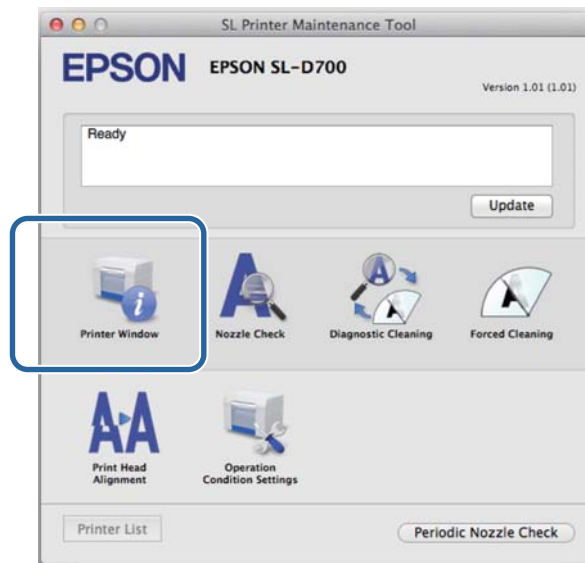 SL Printer Maintenance Tool
EPSON EPSON SL-D700
Version 1.01 (1.01)
Ready
Update
Printer Window Nozzle Check Diagnostic Cleaning Forced Cleaning
Print Head Operation
Alignment Condition Settings
Printer List Periodic Nozzle Check